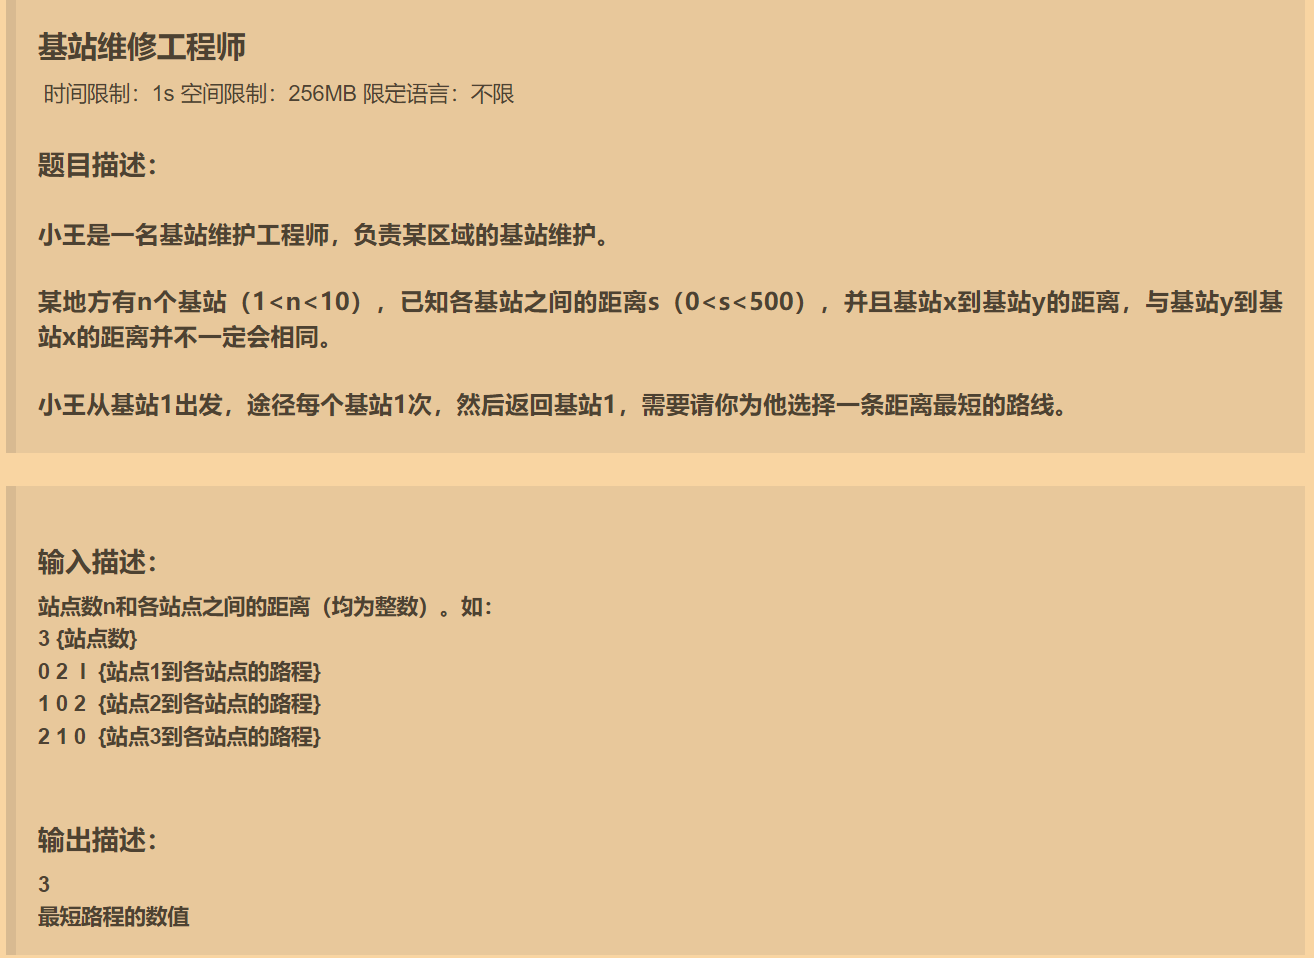 基站维修工程师
时间限制：1s 空间限制：256MB 限定语言：不限
题目描述：
小王是一名基站维护工程师，负责某区域的基站维护。
某地方有n个基站（1<n<10），已知各基站之间的距离s（0<s<500），并且基站x到基站y的距离，与基站y到基
站x的距离并不一定会相同。
小王从基站1出发，途径每个基站1次，然后返回基站1，需要请你为他选择一条距离最短的路线。
输入描述：
站点数n和各站点之间的距离（均为整数）。如：
3 {站点数}
0 2 l {站点1到各站点的路程}
1 0 2 {站点2到各站点的路程}
2 1 0 {站点3到各站点的路程}
输出描述：
3
最短路程的数值